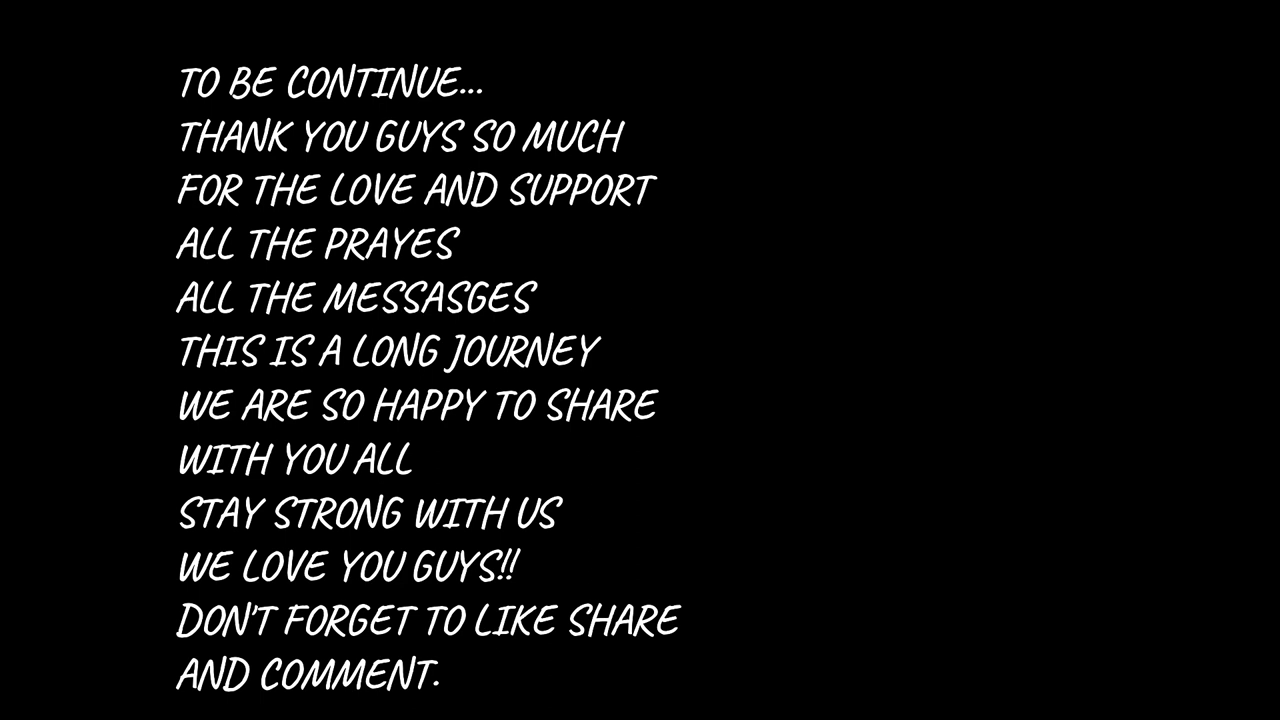 TO BE CONTINUE...
THANK YOU GUYS SO MUCH
FOR THE LOVE AND SUPPORT
ALL THE PRAYES
ALL THE MESSASGES
THIS IS A LONG JOURNEY
WE ARE SO HAPPY TO SHARE
WITH YOU ALL
STAY STRONG WITH US
WE LOVE YOU GUYS!!
DON'T FORGET TO LIKE SHARE
AND COMMENT.